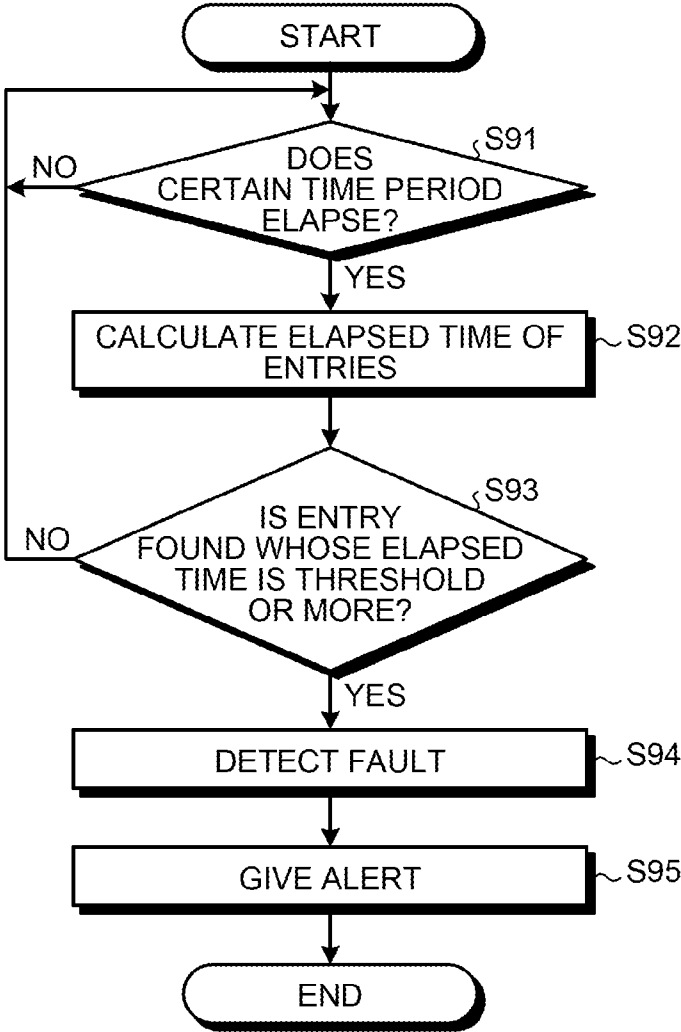 START
S91
DOES
CERTAIN TIME PERIOD
ELAPSE?
NO
YES
CALCULATE ELAPSED TIME OF
ENTRIES
S92
S93
IS ENTRY
FOUND WHOSE ELAPSED
TIME IS THRESHOLD
OR MORE?
NO
YES
DETECT FAULT
S94
GIVE ALERT
S95
END